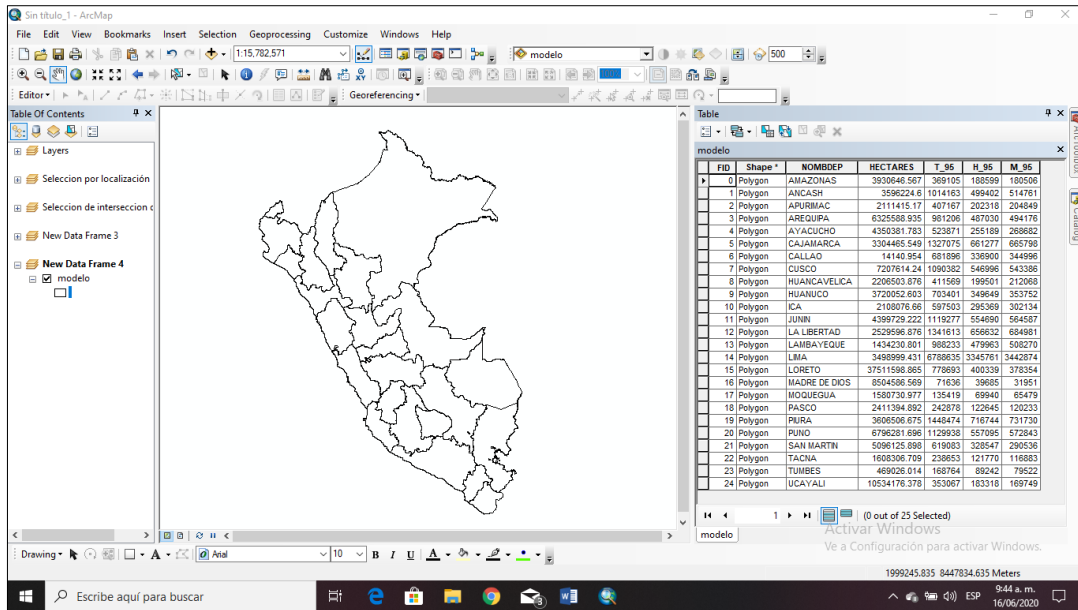 Sin título_1 - ArcMap
File Edit View Bookmarks Insert Selection Geoprocessing Customize Windows Help
1:15,782,571 modelo 500
Editor Georeferencing
Table Of Contents
Layers
Seleccion por localización
Seleccion de interseccion
New Data Frame 3
New Data Frame 4
modelo
Table
modelo
FID Shape * NOMBDEP HECTARES T_95 H_95 M_95
0 Polygon AMAZONAS 3930646.567 369105 188599 180506
1 Polygon ANCASH 3596224.6 1014163 499402 514761
2 Polygon APURIMAC 2111415.17 407167 202318 204849
3 Polygon AREQUIPA 6325588.935 981206 487030 494176
4 Polygon AYACUCHO 4350381.783 523871 255189 268682
5 Polygon CAJAMARCA 3304465.549 1327075 661277 665798
6 Polygon CALLAO 14140.954 681896 336900 344996
7 Polygon CUSCO 7207614.24 1090382 546996 543386
8 Polygon HUANCAVELICA 2206503.876 411569 199501 212068
9 Polygon HUANUCO 3720052.603 703401 349649 353752
10 Polygon ICA 2108076.66 597503 295369 302134
11 Polygon JUNIN 4399729.222 1119277 554690 564587
12 Polygon LA LIBERTAD 2529596.876 1341613 656632 684981
13 Polygon LAMBAYEQUE 1434230.801 988233 479963 508270
14 Polygon LIMA 3498999.431 6788635 3345761 3442874
15 Polygon LORETO 37511598.865 778693 400339 378354
16 Polygon MADRE DE DIOS 8504586.569 71636 39685 31951
17 Polygon MOQUEGUA 1580730.977 135419 69940 65479
18 Polygon PASCO 2411394.892 242878 122645 120233
19 Polygon PIURA 3606506.675 1448474 716744 731730
20 Polygon PUNO 6796281.696 1129938 557095 572843
21 Polygon SAN MARTIN 5096125.898 619083 328547 290536
22 Polygon TACNA 1608306.709 238653 121770 116883
23 Polygon TUMBES 469026.014 168764 89242 79522
24 Polygon UCAYALI 10534176.378 353067 183318 169749
1 (0 out of 25 Selected)
modelo
ArcToolbox
Catalog
Activar Windows
Ve a Configuración para activar Windows.
Drawing Arial 10 B I U A
1999245.835 8447834.635 Meters
Escribe aquí para buscar
3
ESP
9:44 a. m.
16/06/2020